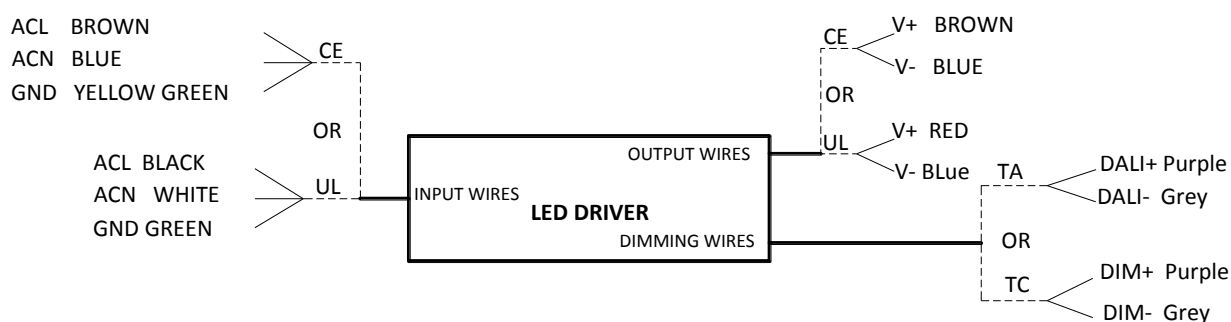 ACL BROWN
ACN BLUE
GND YELLOW GREEN
CE
OR
ACL BLACK
ACN WHITE
GND GREEN
UL
INPUT WIRES
OUTPUT WIRES
LED DRIVER
DIMMING WIRES
CE
V+ BROWN
V- BLUE
OR
UL
V+ RED
V- BLue
TA
DALI+ Purple
DALI- Grey
OR
TC
DIM+ Purple
DIM- Grey